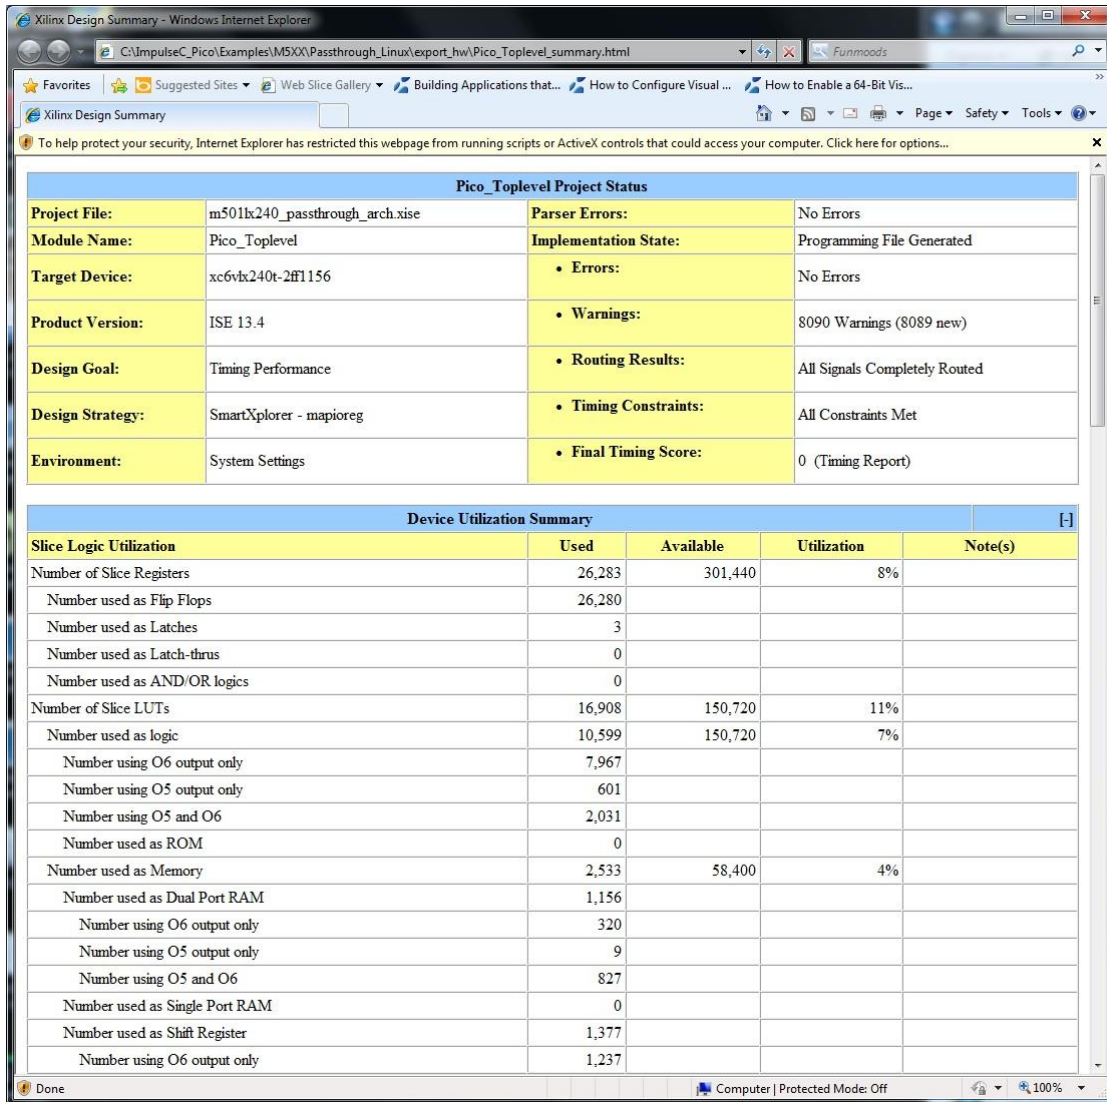 Xilinx Design Summary - Windows Internet Explorer
C:\ImpulseC_Pico\Examples\M5XX\Passthrough_Linux\export_hw\Pico_Toplevel_summary.html Funmoods
Favorites Suggested Sites Web Slice Gallery Building Applications that... How to Configure Visual ... How to Enable a 64-Bit Vis...
Xilinx Design Summary Page Safety Tools
To help protect your security, Internet Explorer has restricted this webpage from running scripts or ActiveX controls that could access your computer. Click here for options...
Pico_Toplevel Project Status
Project File: m501lx240_passthrough_arch.xise Parser Errors: No Errors
Module Name: Pico_Toplevel Implementation State: Programming File Generated
Target Device: xc6vlx240t-2ff1156 • Errors: No Errors
Product Version: ISE 13.4 • Warnings: 8090 Warnings (8089 new)
Design Goal: Timing Performance • Routing Results: All Signals Completely Routed
Design Strategy: SmartXplorer - mapioreg • Timing Constraints: All Constraints Met
Environment: System Settings • Final Timing Score: 0 (Timing Report)
Device Utilization Summary [-]
Slice Logic Utilization Used Available Utilization Note(s)
Number of Slice Registers 26,283 301,440 8%
Number used as Flip Flops 26,280
Number used as Latches 3
Number used as Latch-thrus 0
Number used as AND/OR logics 0
Number of Slice LUTs 16,908 150,720 11%
Number used as logic 10,599 150,720 7%
Number using O6 output only 7,967
Number using O5 output only 601
Number using O5 and O6 2,031
Number used as ROM 0
Number used as Memory 2,533 58,400 4%
Number used as Dual Port RAM 1,156
Number using O6 output only 320
Number using O5 output only 9
Number using O5 and O6 827
Number used as Single Port RAM 0
Number used as Shift Register 1,377
Number using O6 output only 1,237
Done Computer | Protected Mode: Off 100%